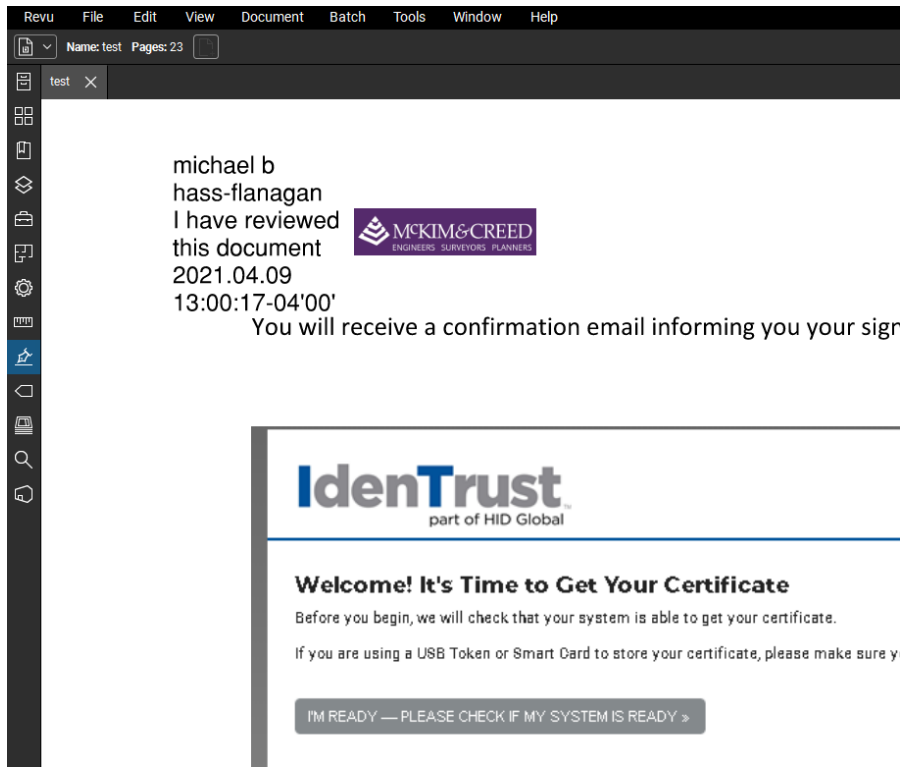 Revu File Edit View Document Batch Tools Window Help
Name: test Pages: 23
test
michael b
hass-flanagan
I have reviewed
this document
2021.04.09
13:00:17-04'00'
McKIM&CREED
ENGINEERS SURVEYORS PLANNERS
You will receive a confirmation email informing you your sign
IdenTrust
part of HID Global
Welcome! It's Time to Get Your Certificate
Before you begin, we will check that your system is able to get your certificate.
If you are using a USB Token or Smart Card to store your certificate, please make sure
I'M READY — PLEASE CHECK IF MY SYSTEM IS READY »